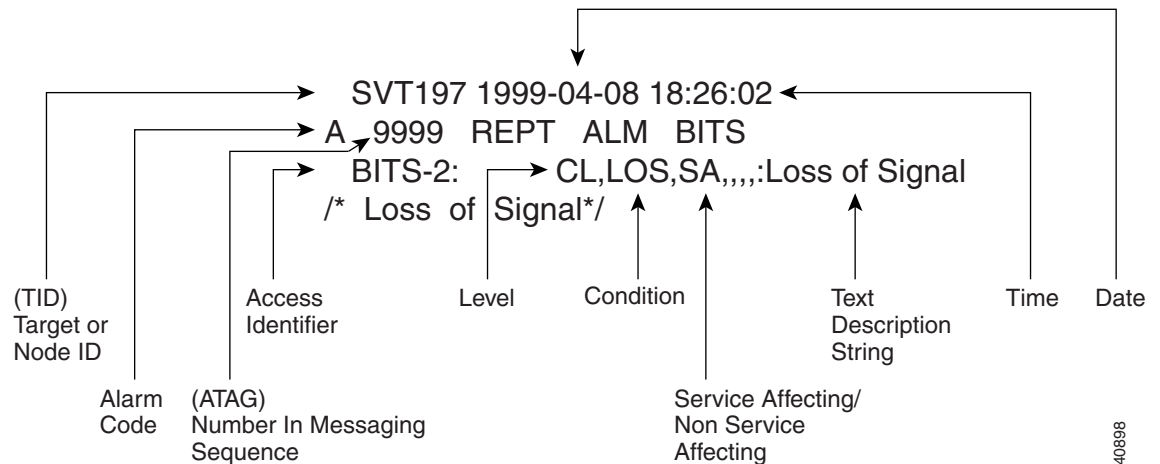 SVT197 1999-04-08 18:26:02
A 9999 REPT ALM BITS
BITS-2: CL,LOS,SA,,,,:Loss of Signal
/* Loss of Signal*/
(TID)
Target or
Node ID
Access
Identifier
Level
Condition
Text
Description
String
Time
Date
Alarm
Code
(ATAG)
Number In Messaging
Sequence
Service Affecting/
Non Service
Affecting
40898